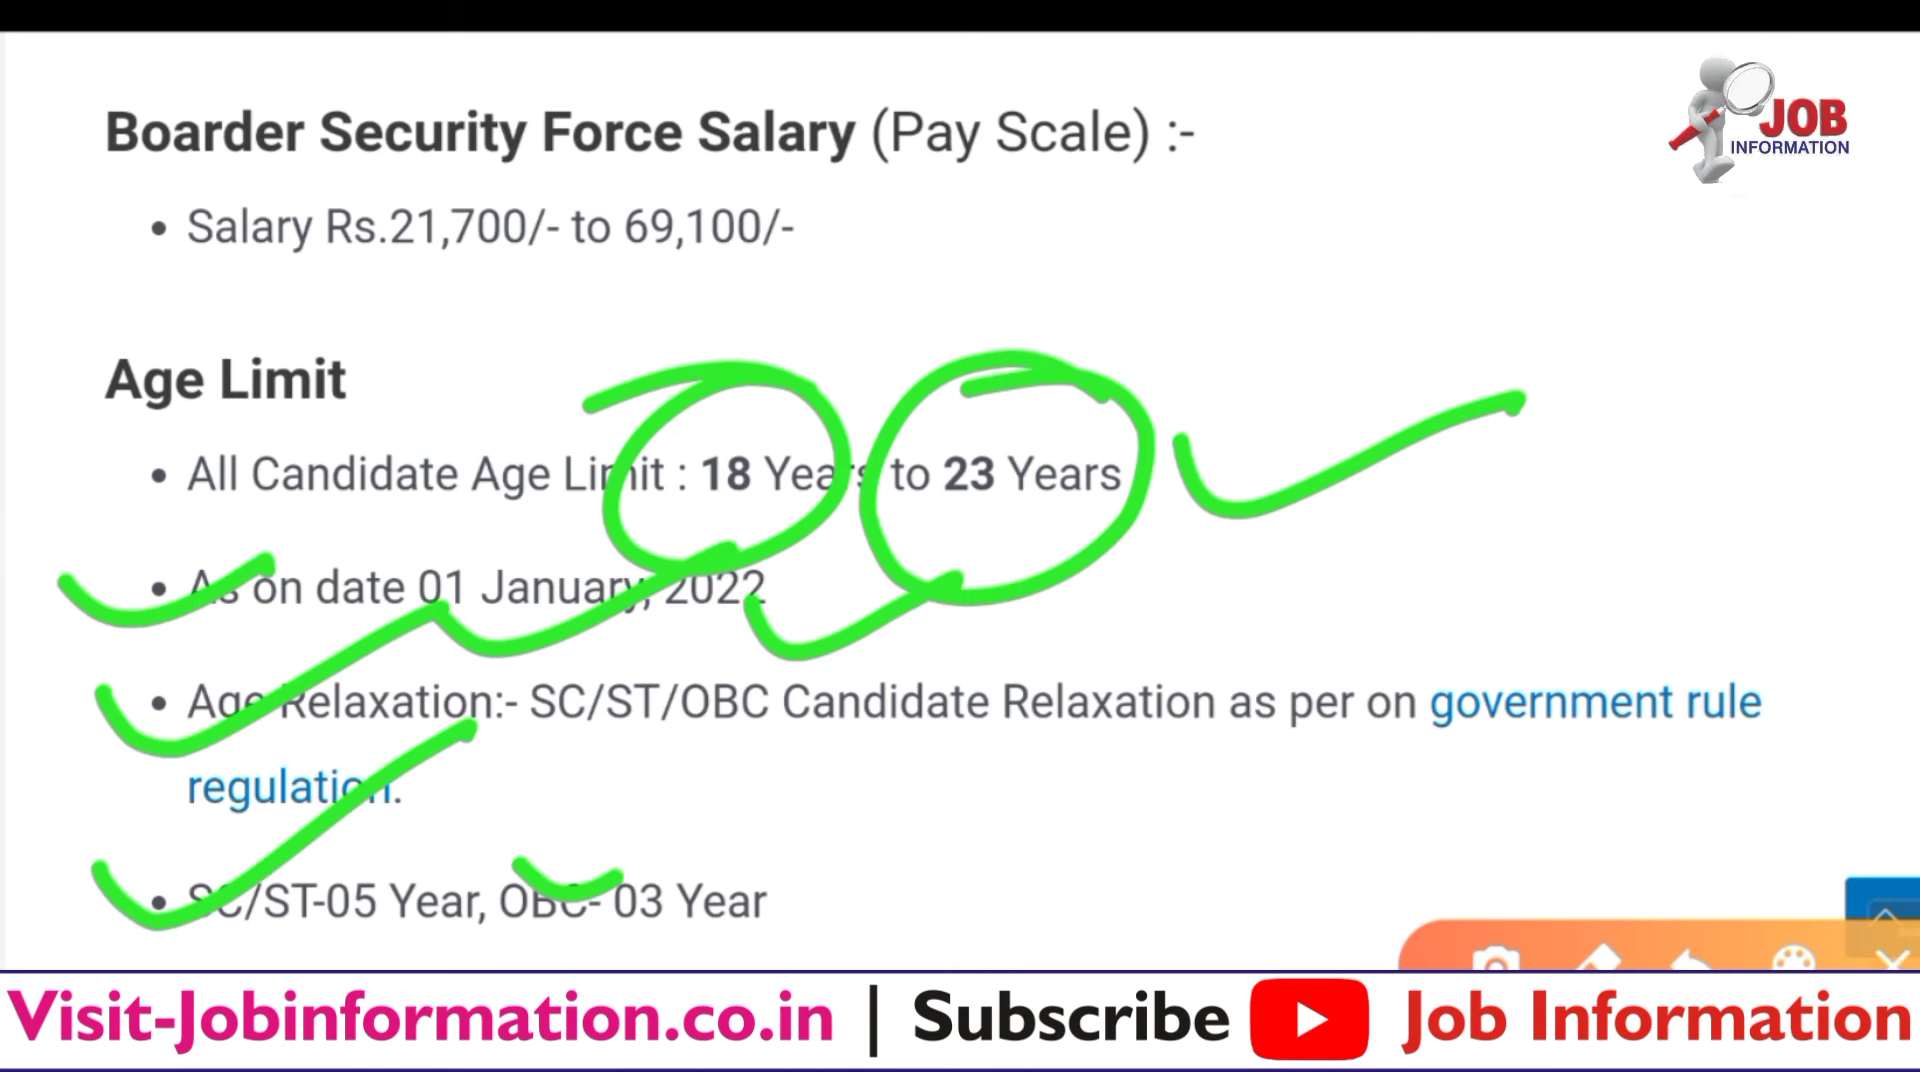 JOB
INFORMATION
Boarder Security Force Salary (Pay Scale) :-
• Salary Rs.21,700/- to 69,100/-
Age Limit
• All Candidate Age Limit : 18 Years to 23 Years
• As on date 01 January, 2022
• Age Relaxation:- SC/ST/OBC Candidate Relaxation as per on government rule
regulation.
• SC/ST-05 Year, OBC- 03 Year
Visit-Jobinformation.co.in | Subscribe Job Information